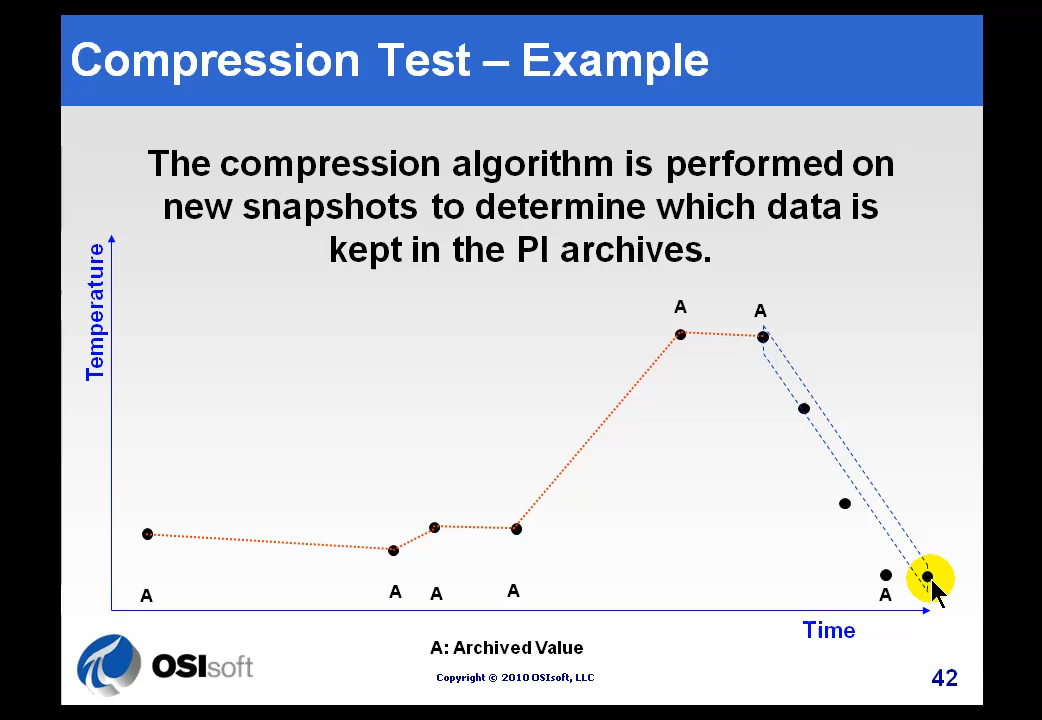 Compression Test – Example
The compression algorithm is performed on
new snapshots to determine which data is
kept in the PI archives.
Temperature
A
A
A
A
A
A
A
Time
A: Archived Value
OSIsoft
Copyright © 2010 OSIsoft, LLC
42